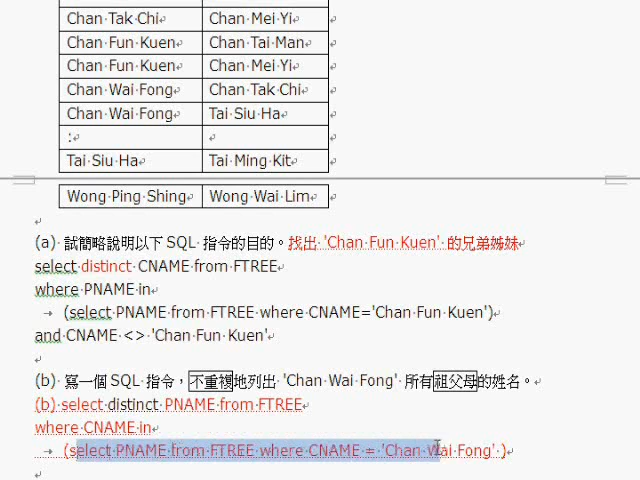 Chan Tak Chi Chan Mei Yi
Chan Fun Kuen Chan Tai Man
Chan Fun Kuen Chan Mei Yi
Chan Wai Fong Chan Tak Chi
Chan Wai Fong Tai Siu Ha
:
Tai Siu Ha Tai Ming Kit
Wong Ping Shing Wong Wai Lim
(a) 試簡略說明以下 SQL 指令的目的。找出 'Chan Fun Kuen' 的兄弟姊妹
select distinct CNAME from FTREE
where PNAME in
(select PNAME from FTREE where CNAME='Chan Fun Kuen')
and CNAME <> 'Chan Fun Kuen'
(b) 寫一個 SQL 指令，不重複地列出 'Chan Wai Fong' 所有祖父母的姓名。
(b) select distinct PNAME from FTREE
where CNAME in
(select PNAME from FTREE where CNAME = 'Chan Wai Fong' )